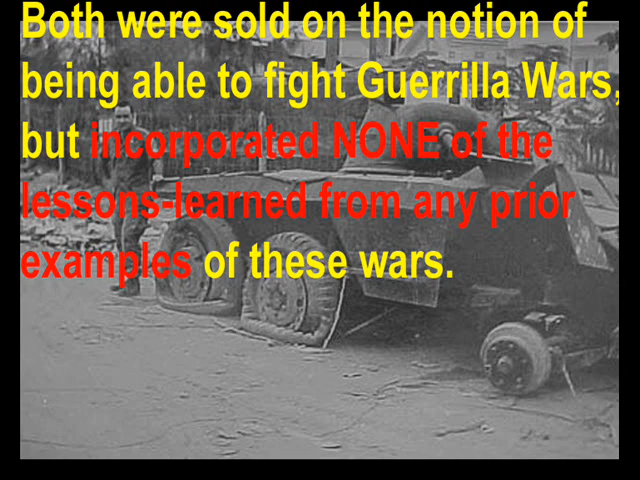 Both were sold on the notion of
being able to fight Guerrilla Wars,
but incorporated NONE of the
lessons-learned from any prior
examples of these wars.